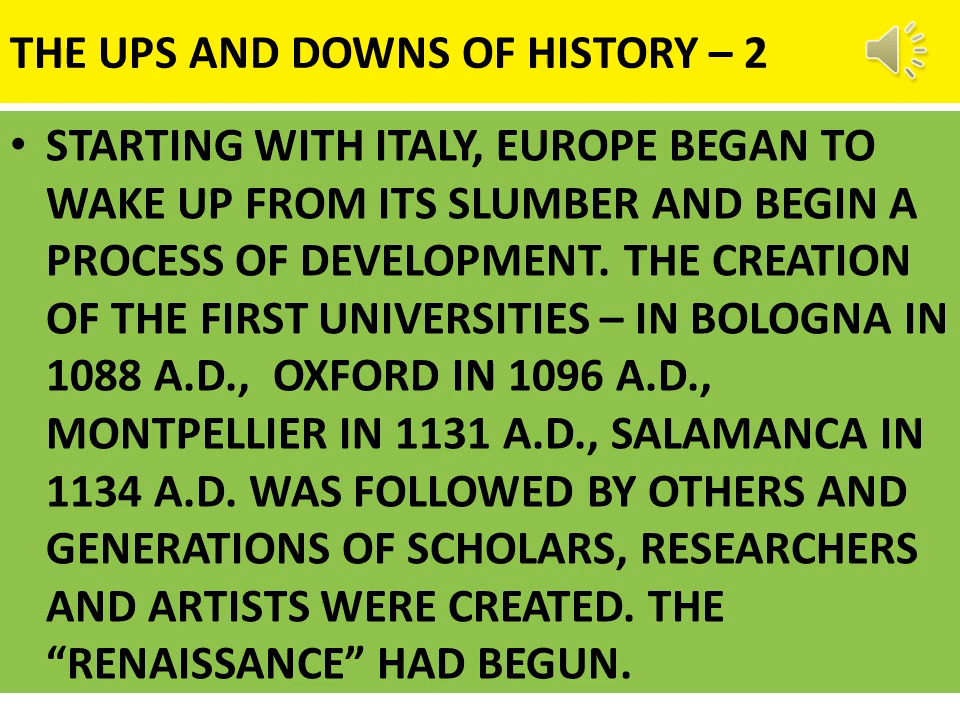 THE UPS AND DOWNS OF HISTORY – 2
• STARTING WITH ITALY, EUROPE BEGAN TO
WAKE UP FROM ITS SLUMBER AND BEGIN A
PROCESS OF DEVELOPMENT. THE CREATION
OF THE FIRST UNIVERSITIES – IN BOLOGNA IN
1088 A.D., OXFORD IN 1096 A.D.,
MONTPELLIER IN 1131 A.D., SALAMANCA IN
1134 A.D. WAS FOLLOWED BY OTHERS AND
GENERATIONS OF SCHOLARS, RESEARCHERS
AND ARTISTS WERE CREATED. THE
“RENAISSANCE” HAD BEGUN.